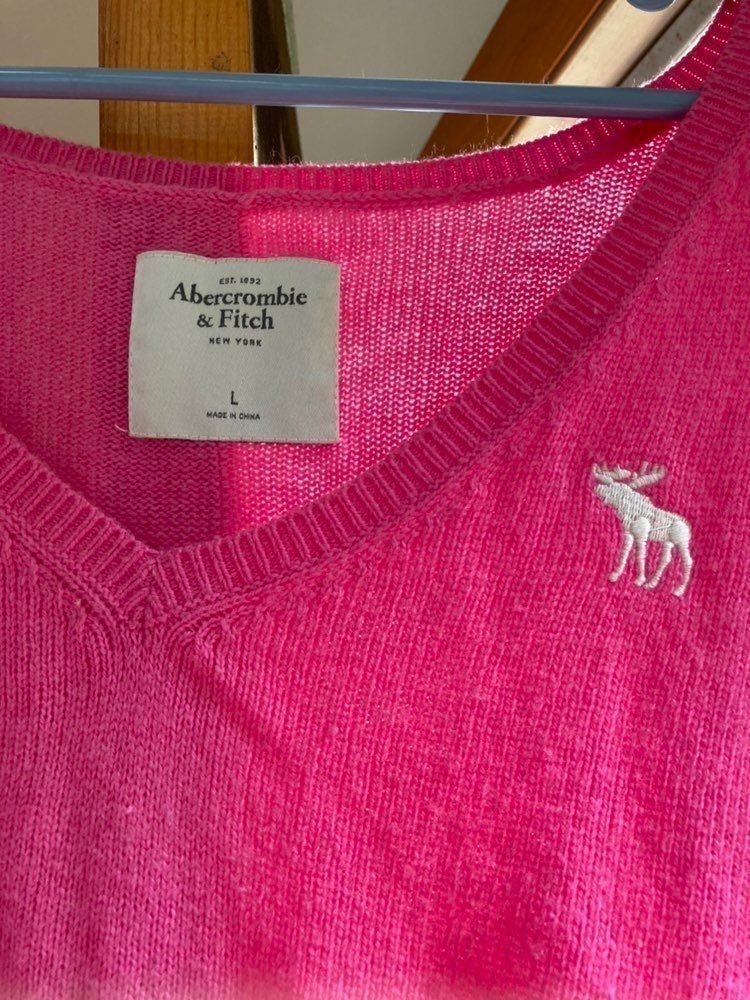 EST. 1892
Abercrombie
& Fitch
NEW YORK
L
MADE IN CHINA